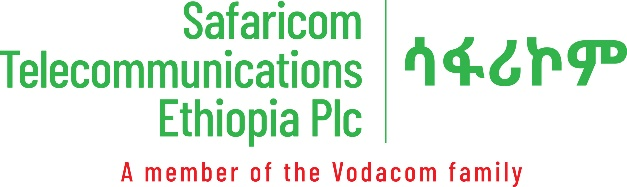 Safaricom
Telecommunications
Ethiopia Plc
ሳፋሪኮም
A member of the Vodacom family